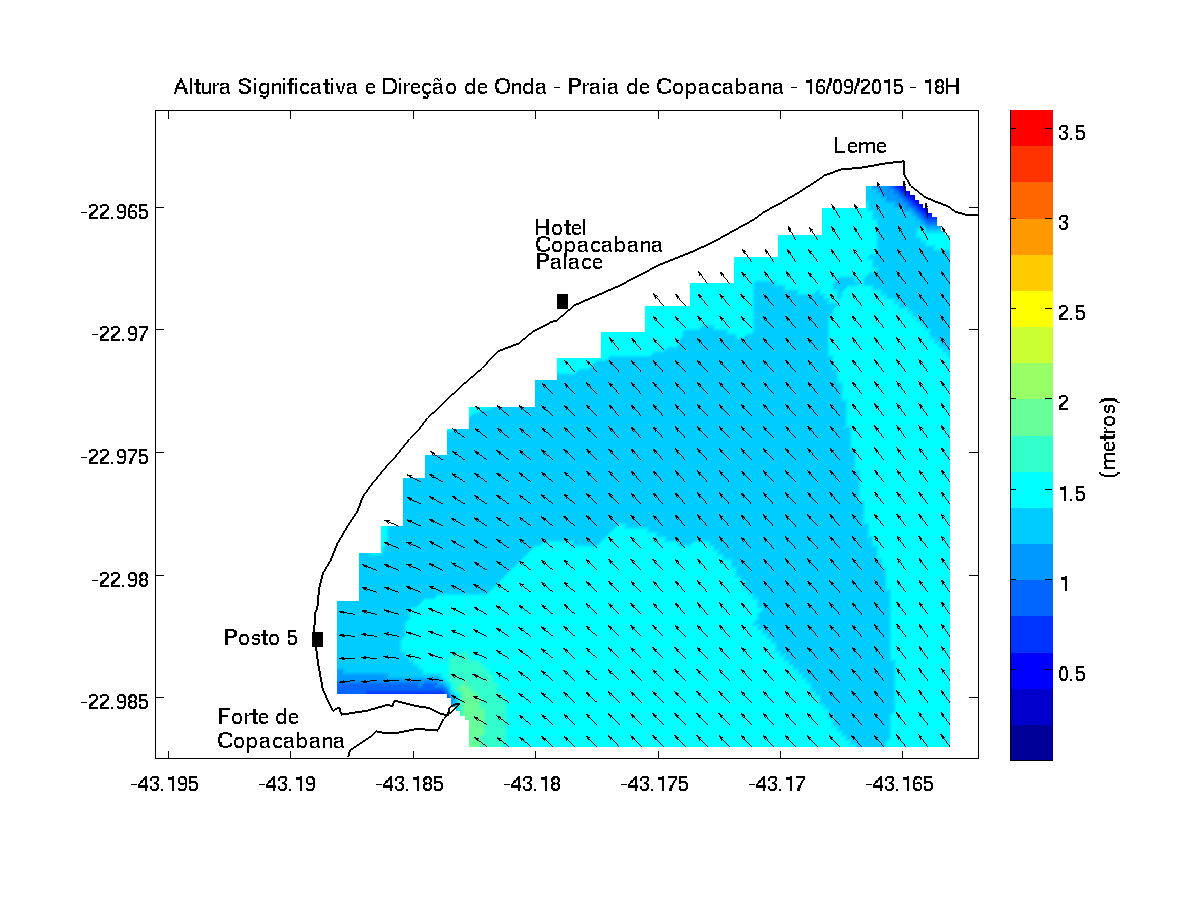 Altura Significativa e Direção de Onda - Praia de Copacabana - 16/09/2015 - 18H
Leme
Hotel
Copacabana
Palace
Posto 5
Forte de
Copacabana
-22.965
-22.97
-22.975
-22.98
-22.985
-43.195
-43.19
-43.185
-43.18
-43.175
-43.17
-43.165
3.5
3
2.5
2
1.5
1
0.5
(metros)